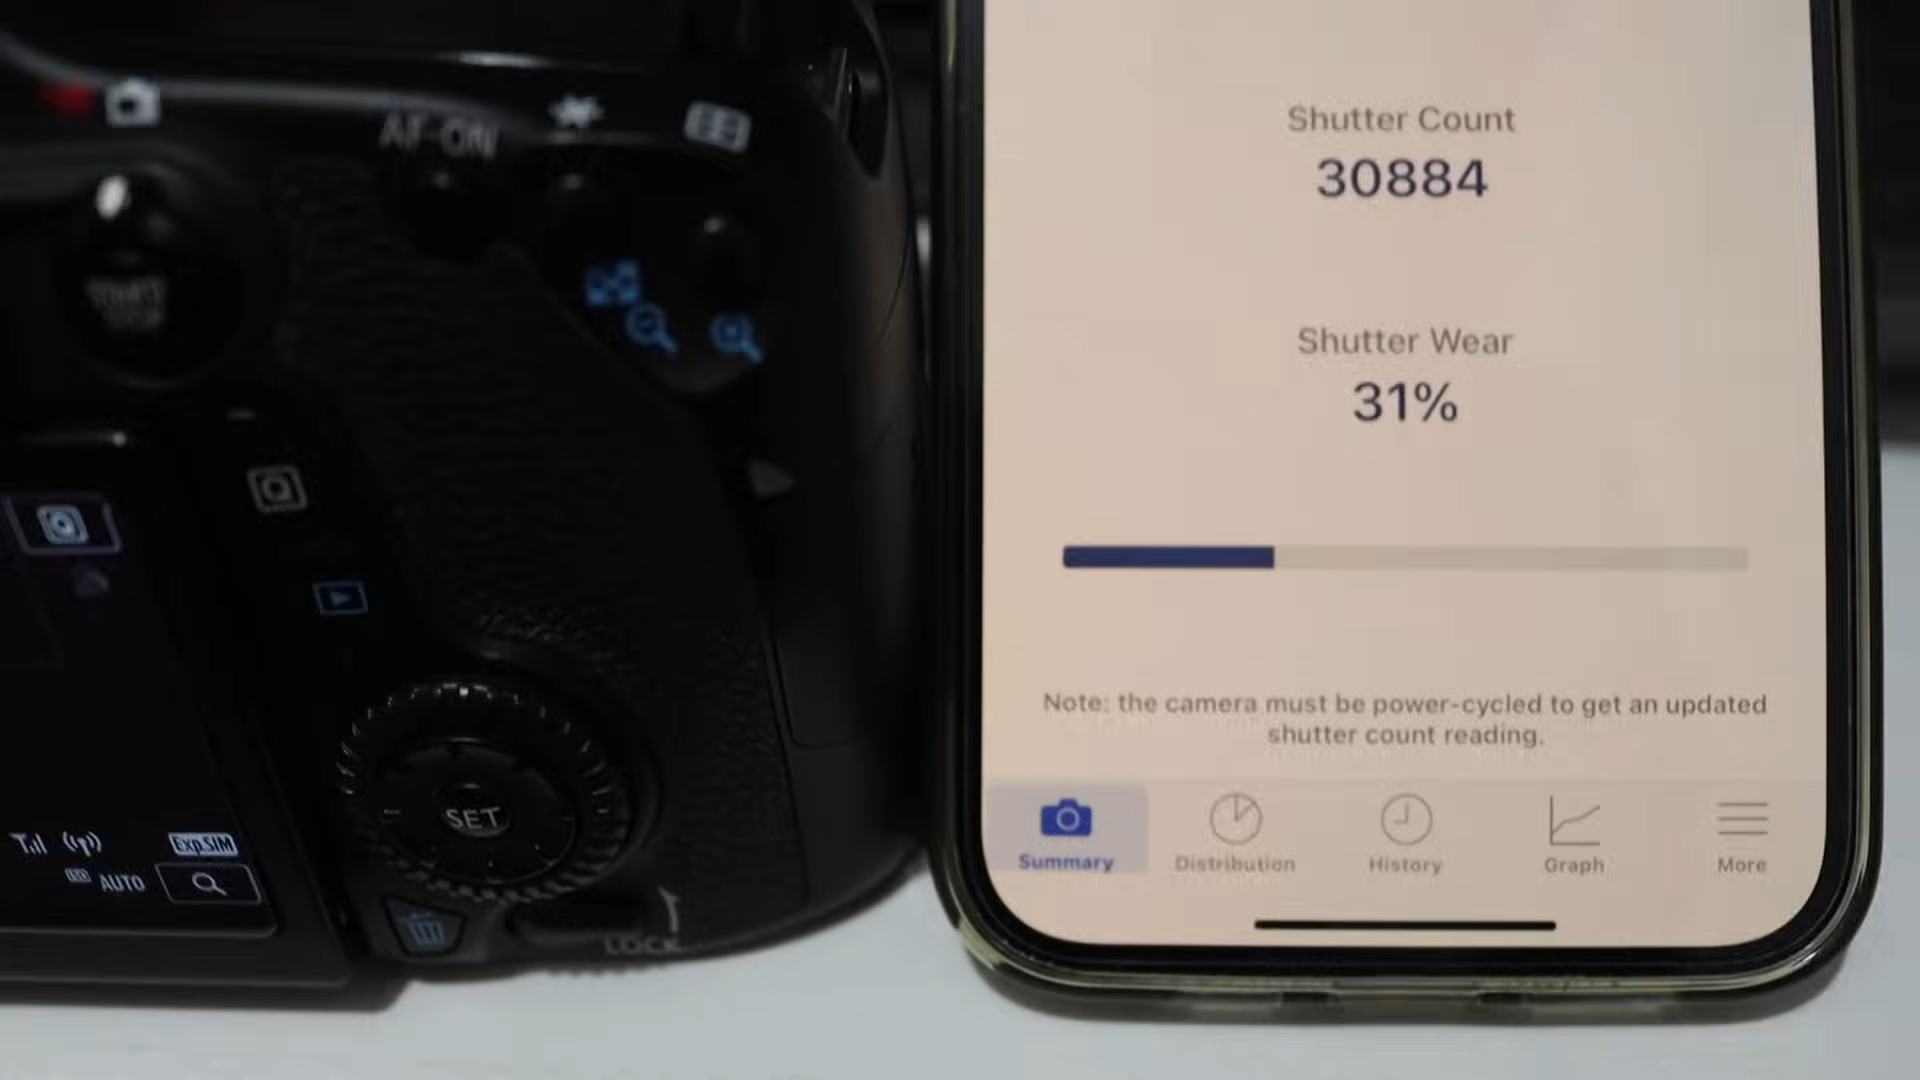 AF-ON
SET
Exp.SIM
AUTO
LOCK
Shutter Count
30884
Shutter Wear
31%
Note: the camera must be power-cycled to get an updated
shutter count reading.
Summary
Distribution
History
Graph
More